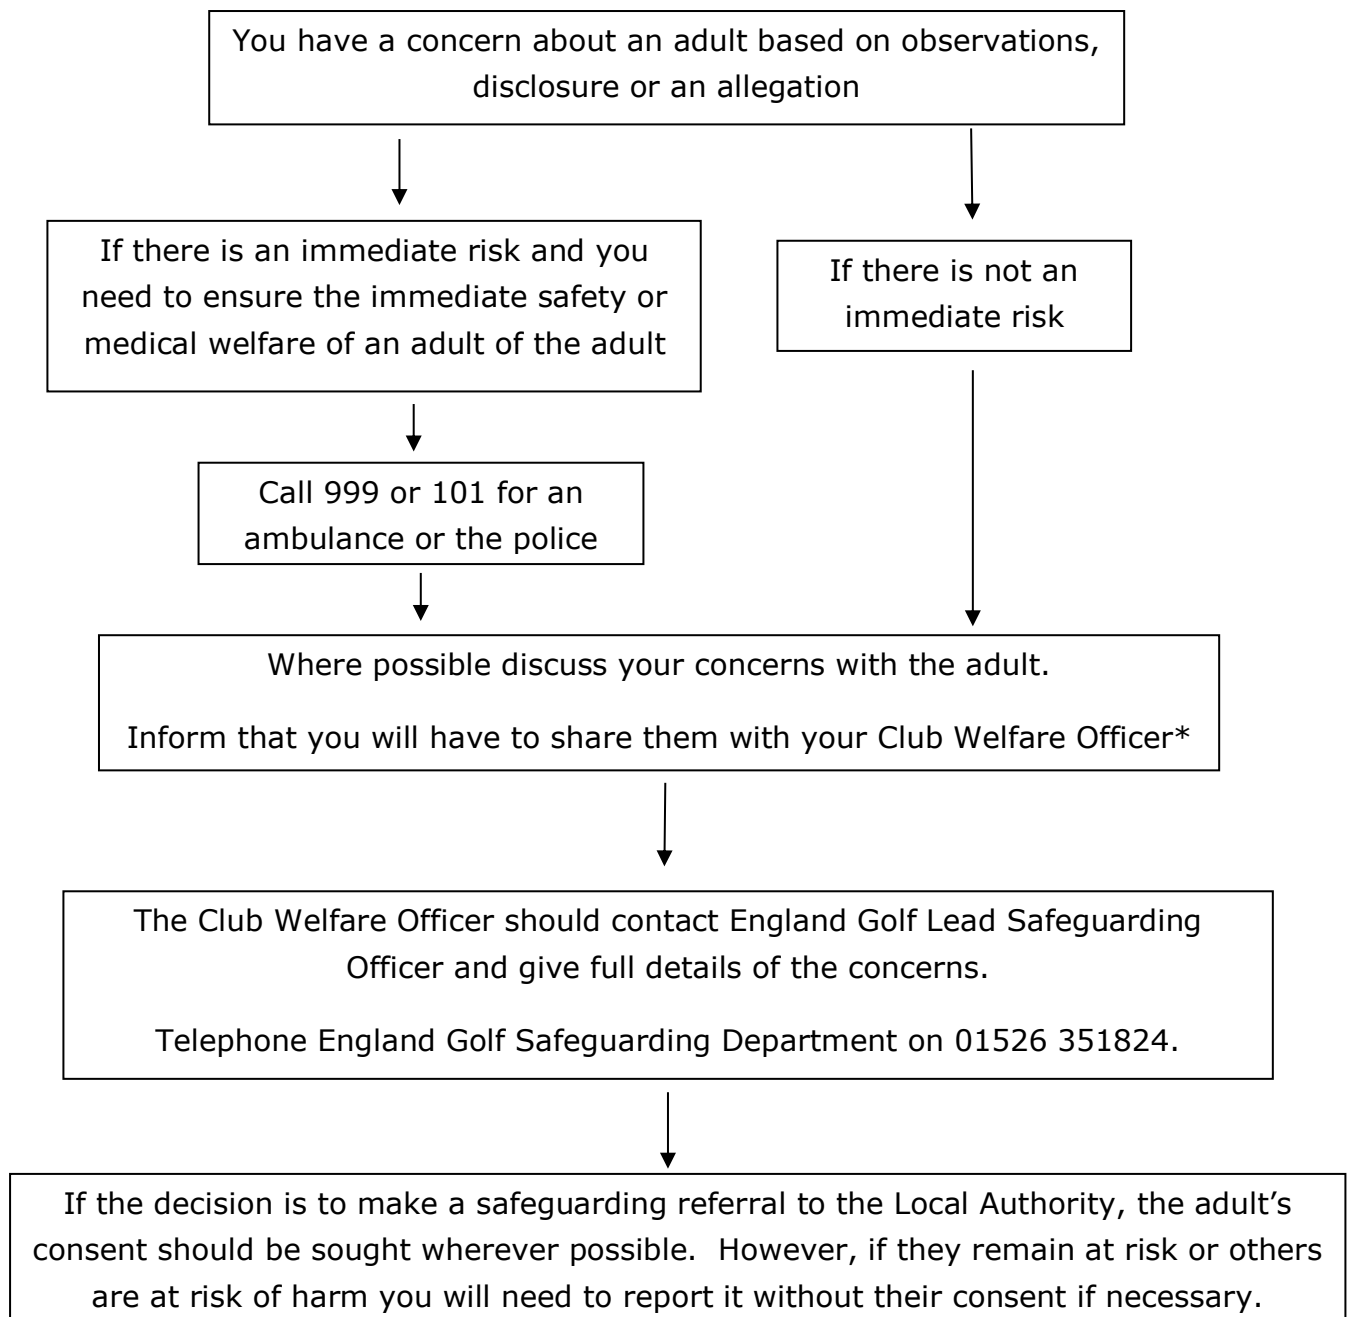 You have a concern about an adult based on observations,
disclosure or an allegation
If there is an immediate risk and you
need to ensure the immediate safety or
medical welfare of an adult of the adult
If there is not an
immediate risk
Call 999 or 101 for an
ambulance or the police
Where possible discuss your concerns with the adult.
Inform that you will have to share them with your Club Welfare Officer*
The Club Welfare Officer should contact England Golf Lead Safeguarding
Officer and give full details of the concerns.
Telephone England Golf Safeguarding Department on 01526 351824.
If the decision is to make a safeguarding referral to the Local Authority, the adult’s
consent should be sought wherever possible.  However, if they remain at risk or others
are at risk of harm you will need to report it without their consent if necessary.